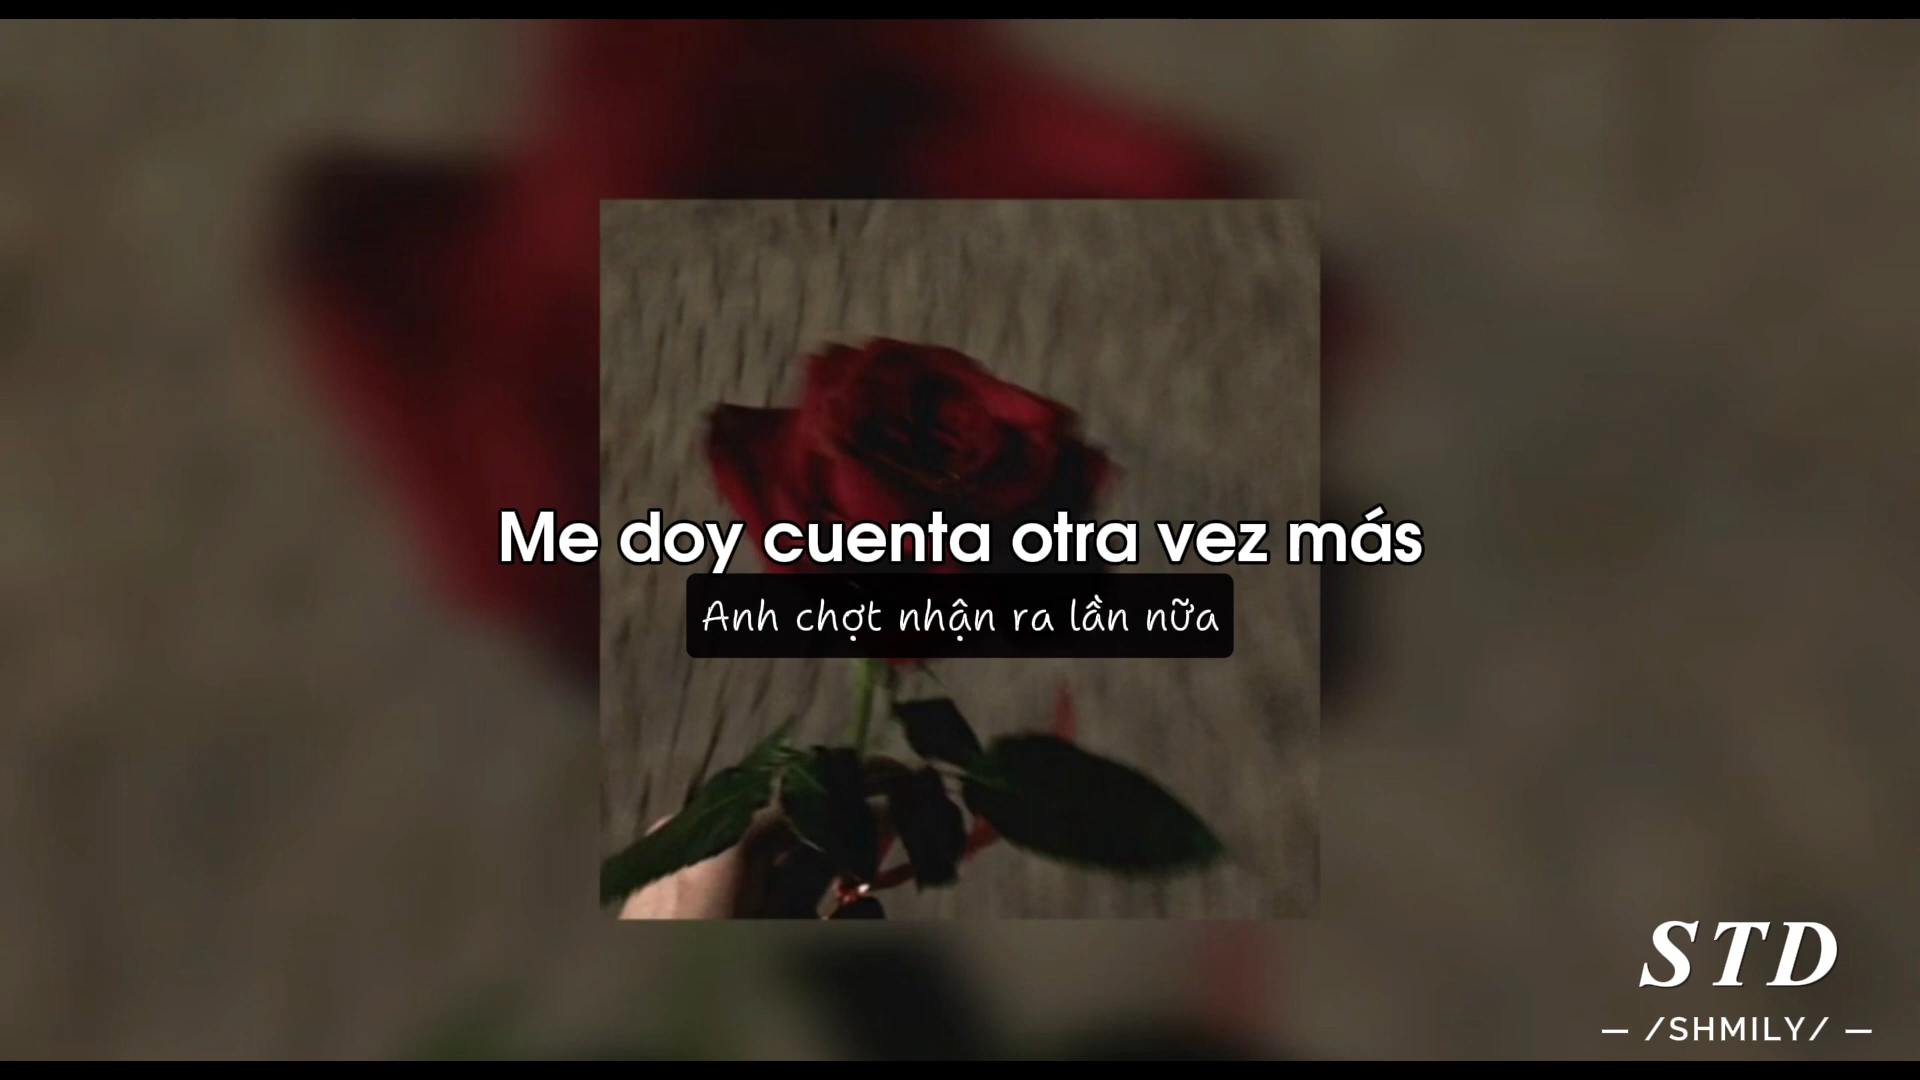 Me doy cuenta otra vez más
Anh chợt nhận ra lần nữa
STD
— /SHMILY/ —